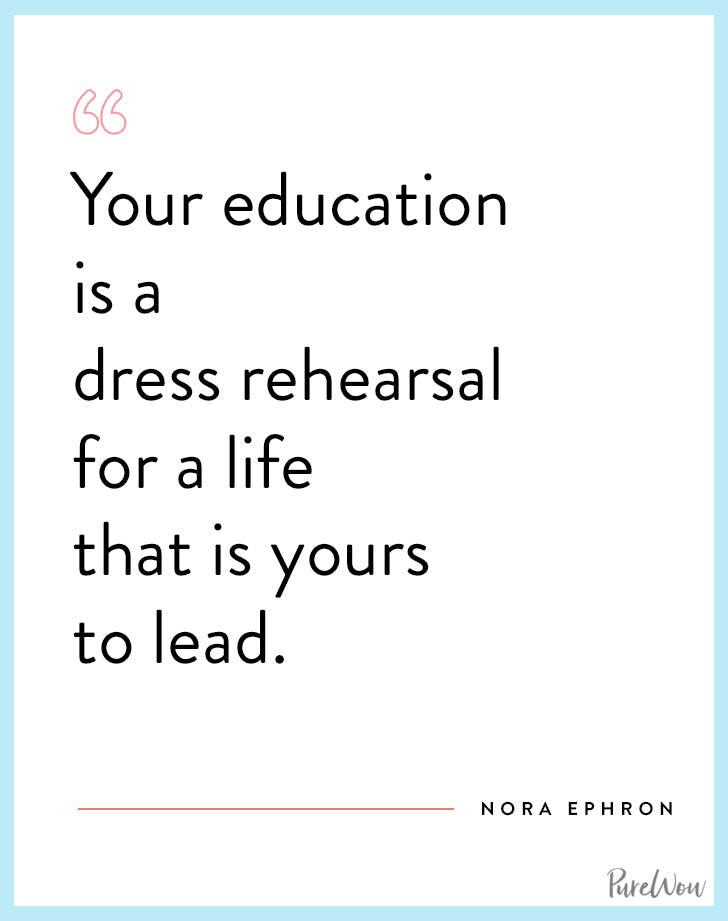 “
Your education
is a
dress rehearsal
for a life
that is yours
to lead.
NORA EPHRON
PureWow